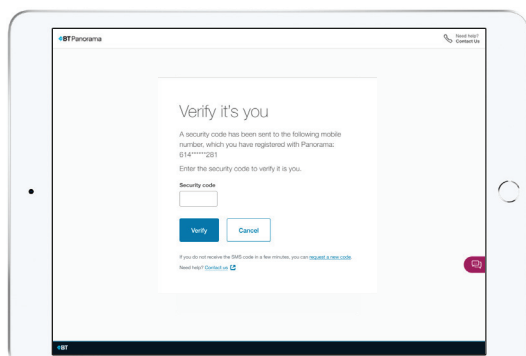 BT Panorama
Need help?
Contact Us
Verify it's you
A security code has been sent to the following mobile
number, which you have registered with Panorama:
614******281
Enter the security code to verify it is you.
Security code
Verify Cancel
If you do not receive the SMS code in a few minutes, you can request a new code.
Need help? Contact us
BT